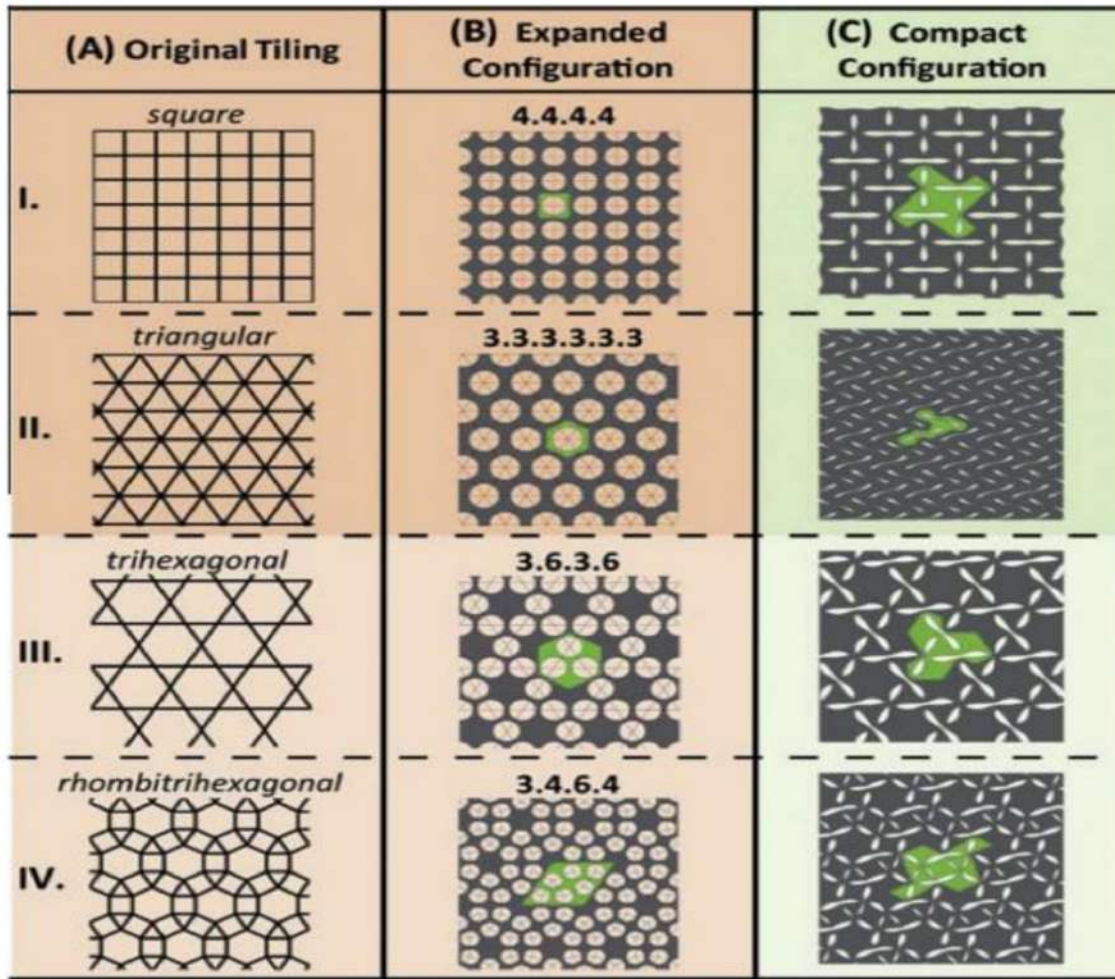 (A) Original Tiling
(B) Expanded
Configuration
(C) Compact
Configuration
I.
square
4.4.4.4
II.
triangular
3.3.3.3.3.3
III.
trihexagonal
3.6.3.6
IV.
rhombitrihexagonal
3.4.6.4